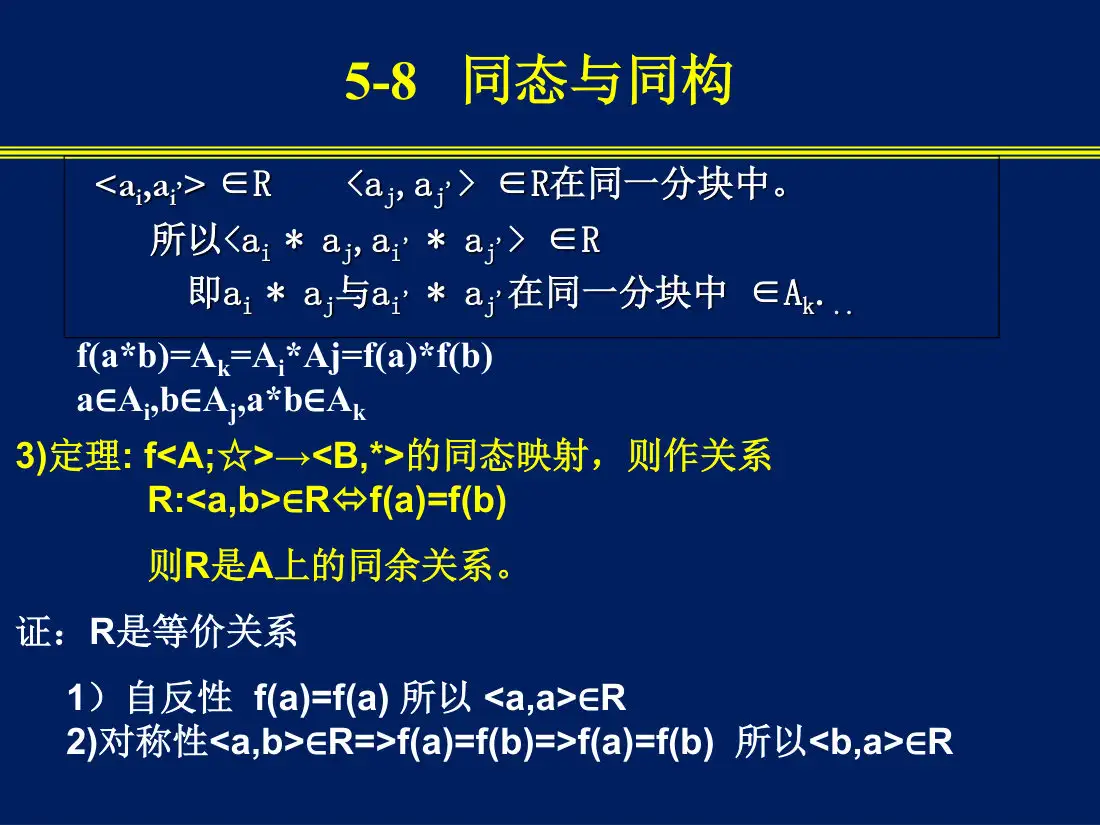 5-8 同态与同构
<ai,ai’> ∈R <aj,aj’> ∈R在同一分块中。
所以<ai * aj,ai’ * aj’> ∈R
即ai * aj与ai’ * aj’在同一分块中 ∈Ak...
f(a*b)=Ak=Ai*Aj=f(a)*f(b)
a∈Ai,b∈Aj,a*b∈Ak
3)定理: f<A;☆>→<B,*>的同态映射，则作关系
R:<a,b>∈R⇔f(a)=f(b)
则R是A上的同余关系。
证：R是等价关系
1）自反性 f(a)=f(a) 所以 <a,a>∈R
2)对称性<a,b>∈R=>f(a)=f(b)=>f(a)=f(b) 所以<b,a>∈R